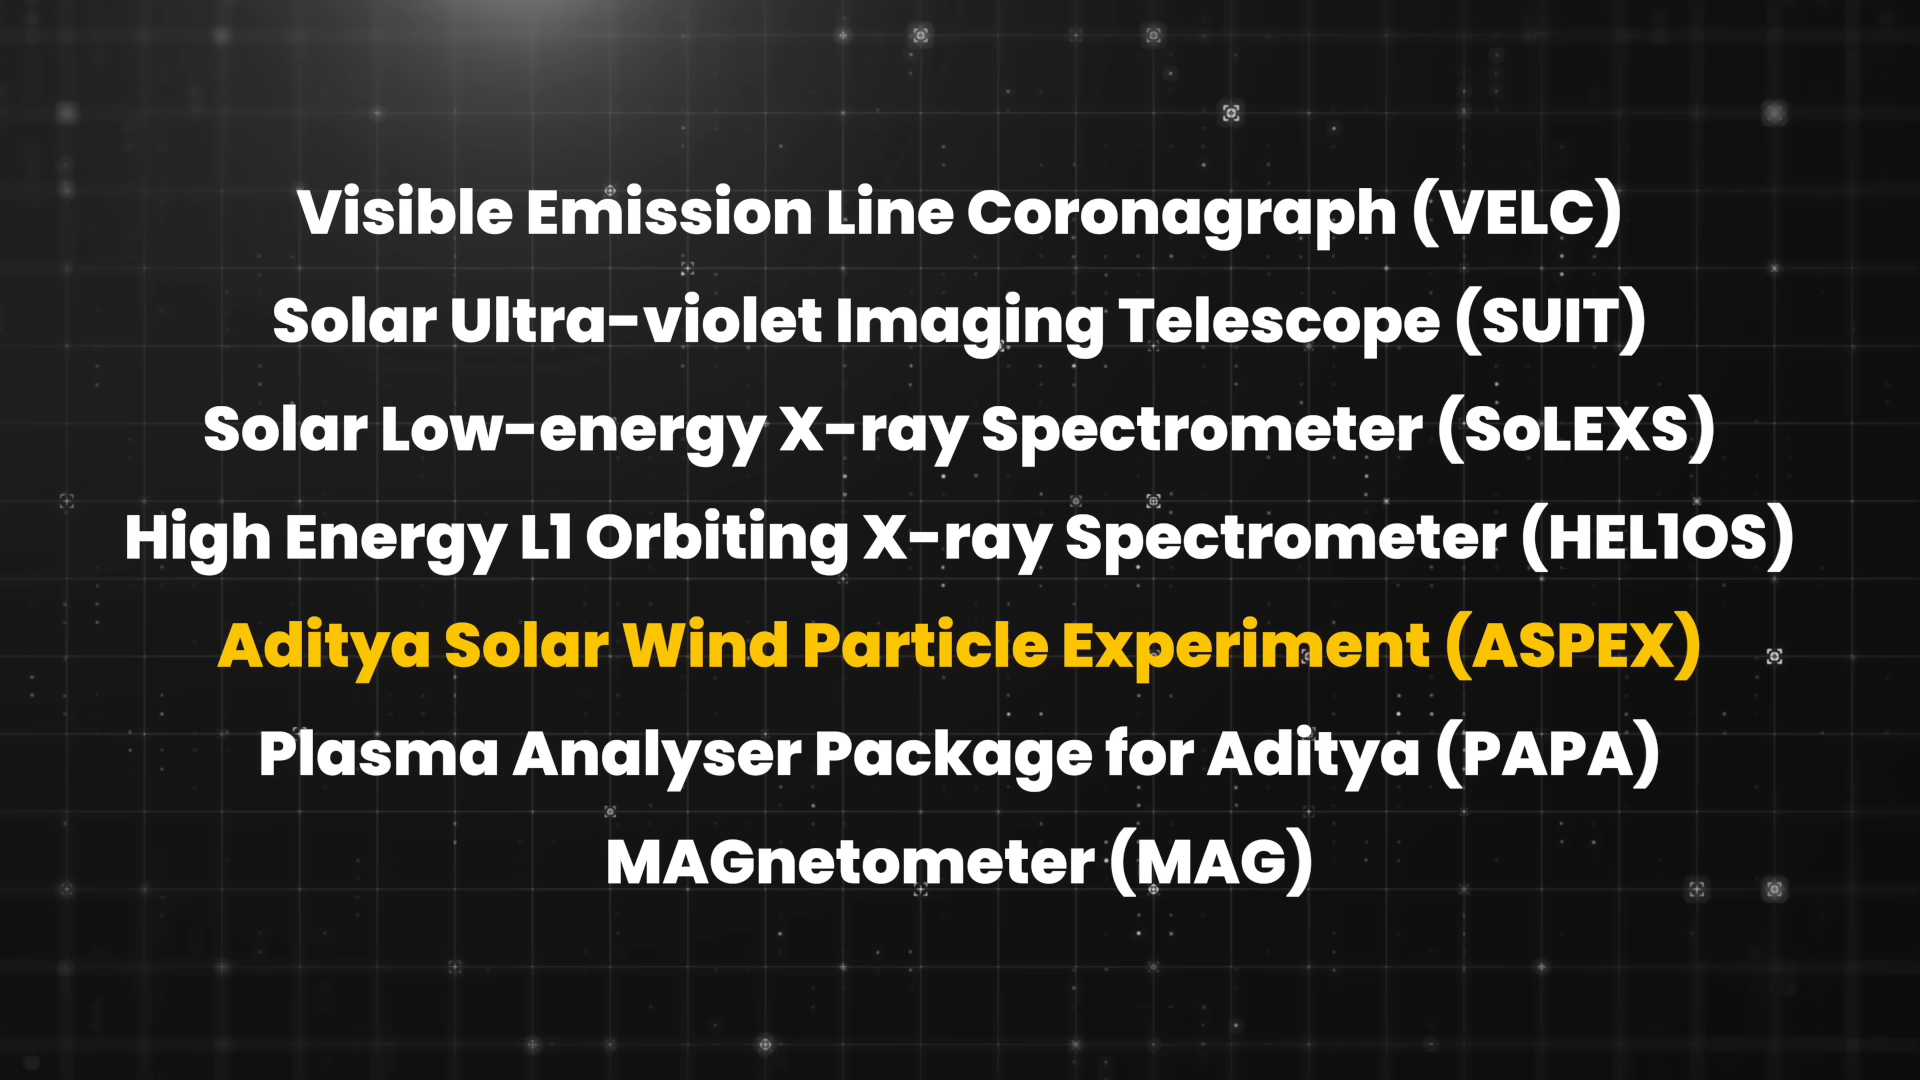 Visible Emission Line Coronagraph (VELC)
Solar Ultra-violet Imaging Telescope (SUIT)
Solar Low-energy X-ray Spectrometer (SoLEXS)
High Energy L1 Orbiting X-ray Spectrometer (HEL1OS)
Aditya Solar Wind Particle Experiment (ASPEX)
Plasma Analyser Package for Aditya (PAPA)
MAGnetometer (MAG)